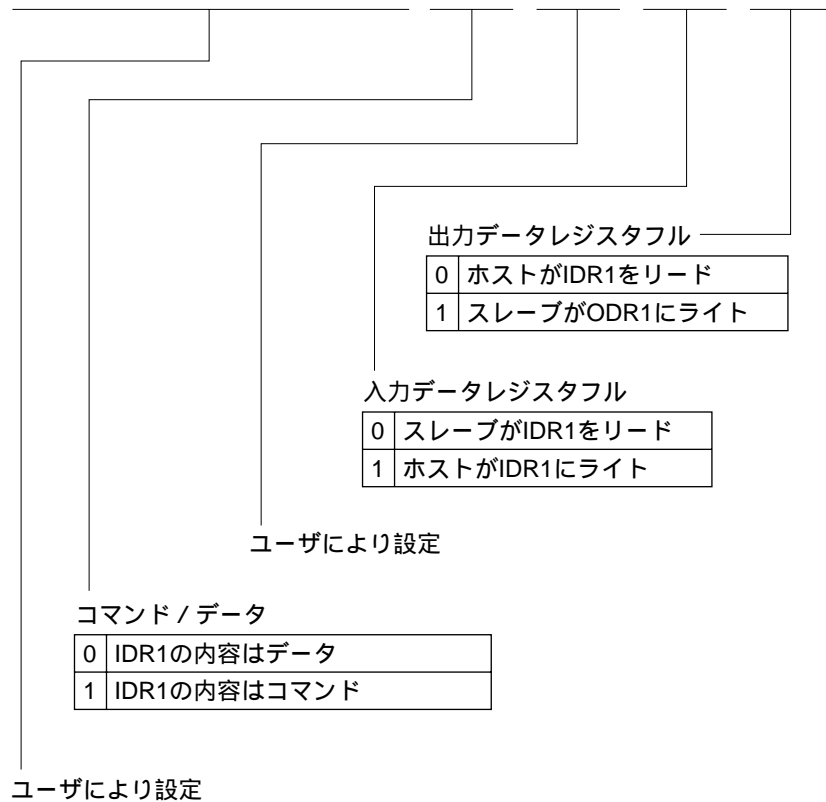 出力データレジスタフル
0 ホストがIDR1をリード
1 スレーブがODR1にライト
入力データレジスタフル
0 スレーブがIDR1をリード
1 ホストがIDR1にライト
ユーザにより設定
コマンド / データ
0 IDR1の内容はデータ
1 IDR1の内容はコマンド
ユーザにより設定